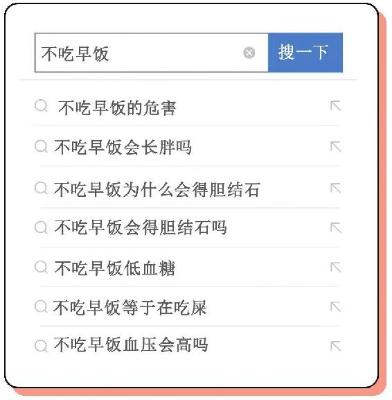 不吃早饭
搜一下
不吃早饭的危害
不吃早饭会长胖吗
不吃早饭为什么会得胆结石
不吃早饭会得胆结石吗
不吃早饭低血糖
不吃早饭等于在吃屎
不吃早饭血压会高吗